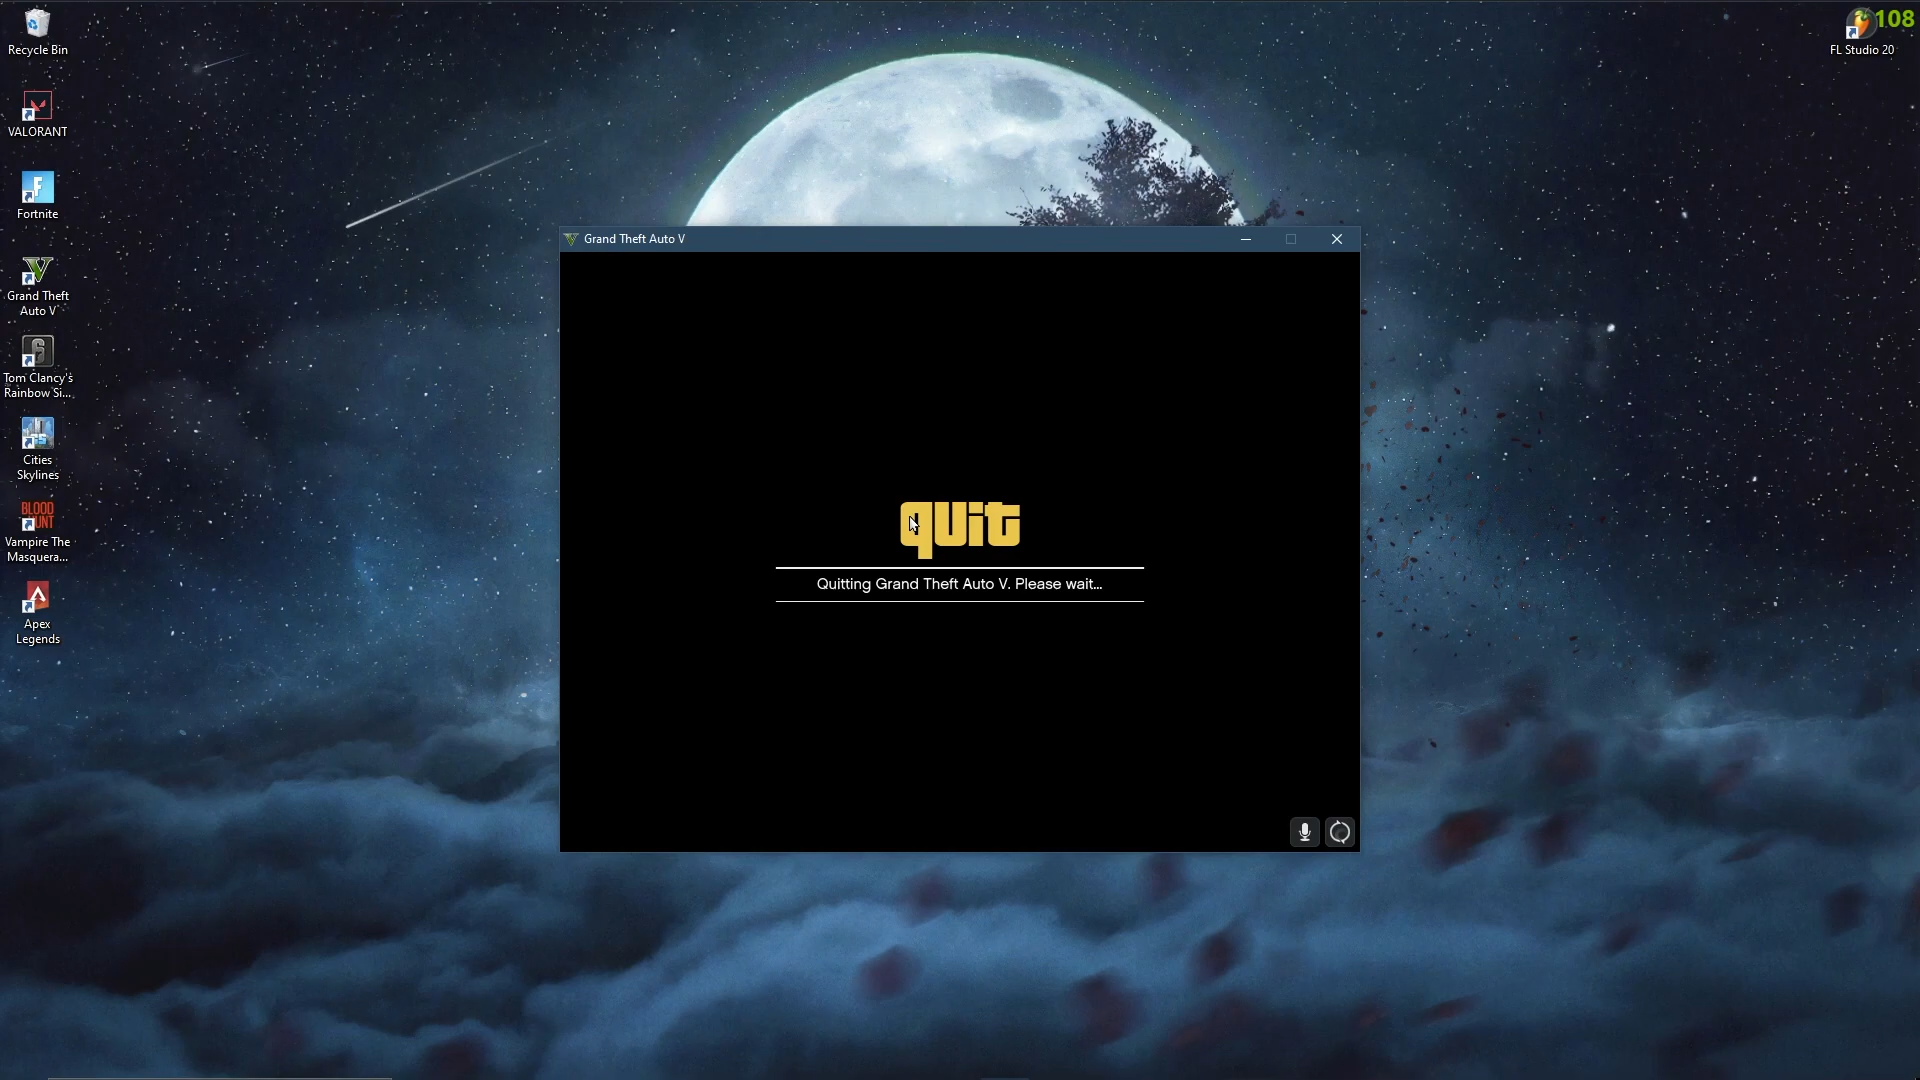 Recycle Bin
VALORANT
Fortnite
Grand Theft
Auto V
Tom Clancy's
Rainbow Si...
Cities
Skylines
BLOOD
HUNT
Vampire The
Masquera...
Apex
Legends
108
FL Studio 20
Grand Theft Auto V
quit
Quitting Grand Theft Auto V. Please wait...